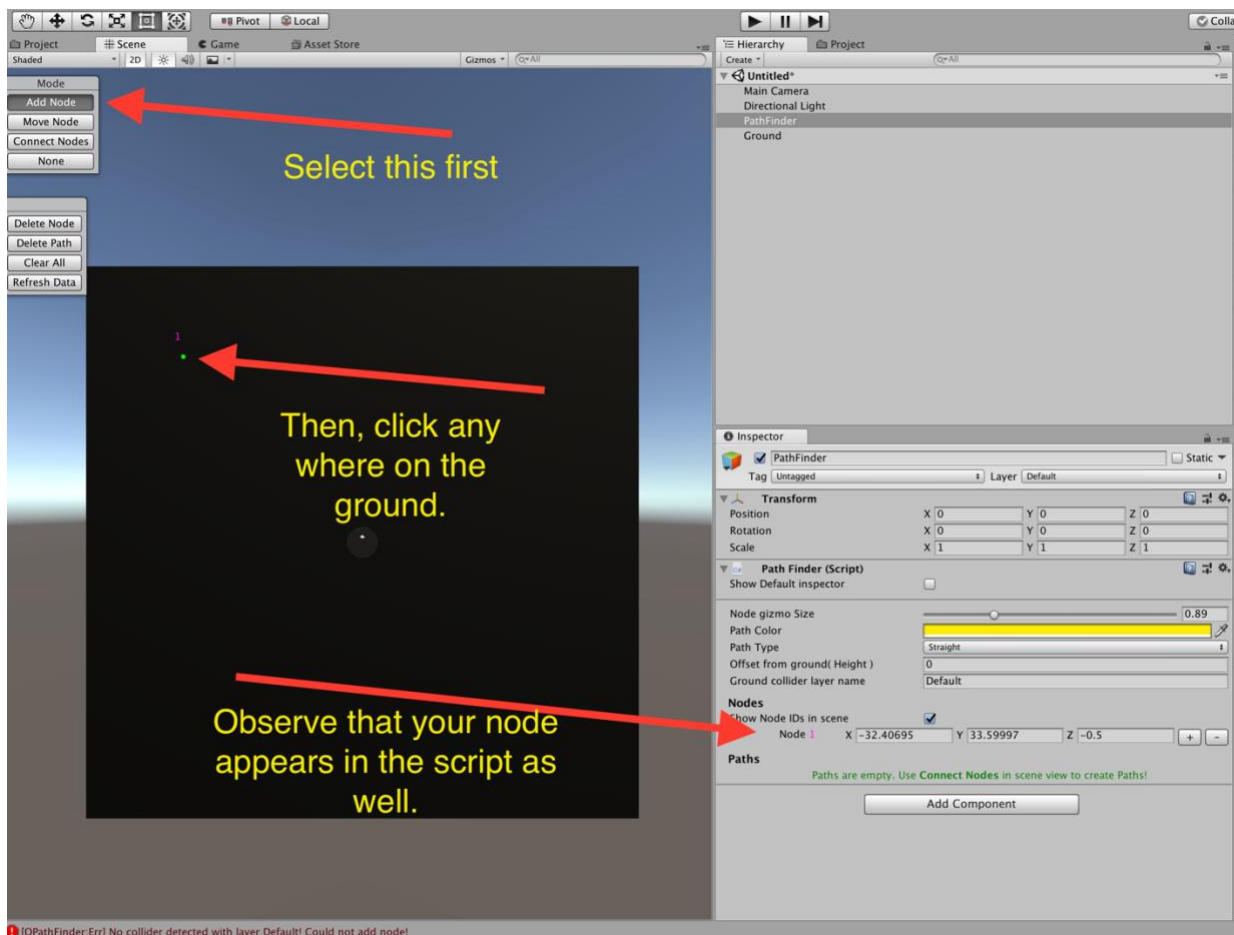 Pivot Local Colla
Project Scene Game Asset Store
Shaded 2D Gizmos All
Mode
Add Node
Move Node
Connect Nodes
None
Select this first
Delete Node
Delete Path
Clear All
Refresh Data
1
Then, click any
where on the
ground.
Observe that your node
appears in the script as
well.
Hierarchy Project
Create All
Untitled*
Main Camera
Directional Light
PathFinder
Ground
Inspector
PathFinder Static
Tag Untagged Layer Default
Transform
Position X 0 Y 0 Z 0
Rotation X 0 Y 0 Z 0
Scale X 1 Y 1 Z 1
Path Finder (Script)
Show Default inspector
Node gizmo Size 0.89
Path Color
Path Type Straight
Offset from ground( Height ) 0
Ground collider layer name Default
Nodes
Show Node IDs in scene
Node 1 X -32.40695 Y 33.59997 Z -0.5 + -
Paths
Paths are empty. Use Connect Nodes in scene view to create Paths!
Add Component
[QPathFinder:Err] No collider detected with layer Default! Could not add node!